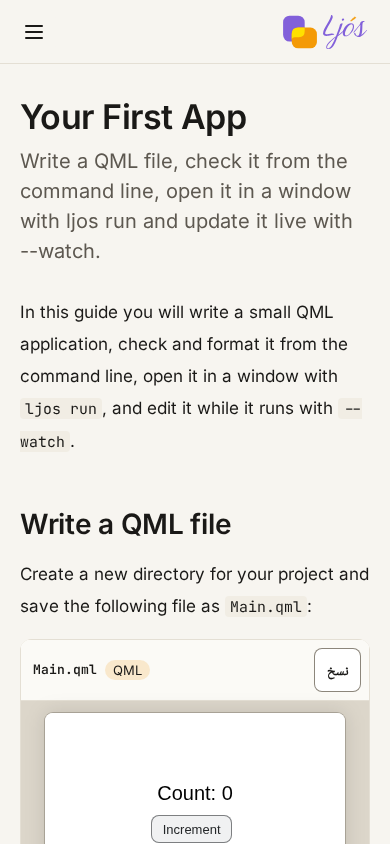 Ljós
Your First App
Write a QML file, check it from the
command line, open it in a window
with ljos run and update it live with
--watch.
In this guide you will write a small QML
application, check and format it from the
command line, open it in a window with
ljos run, and edit it while it runs with --
watch.
Write a QML file
Create a new directory for your project and
save the following file as Main.qml:
Main.qml QML نسخ
Count: 0
Increment